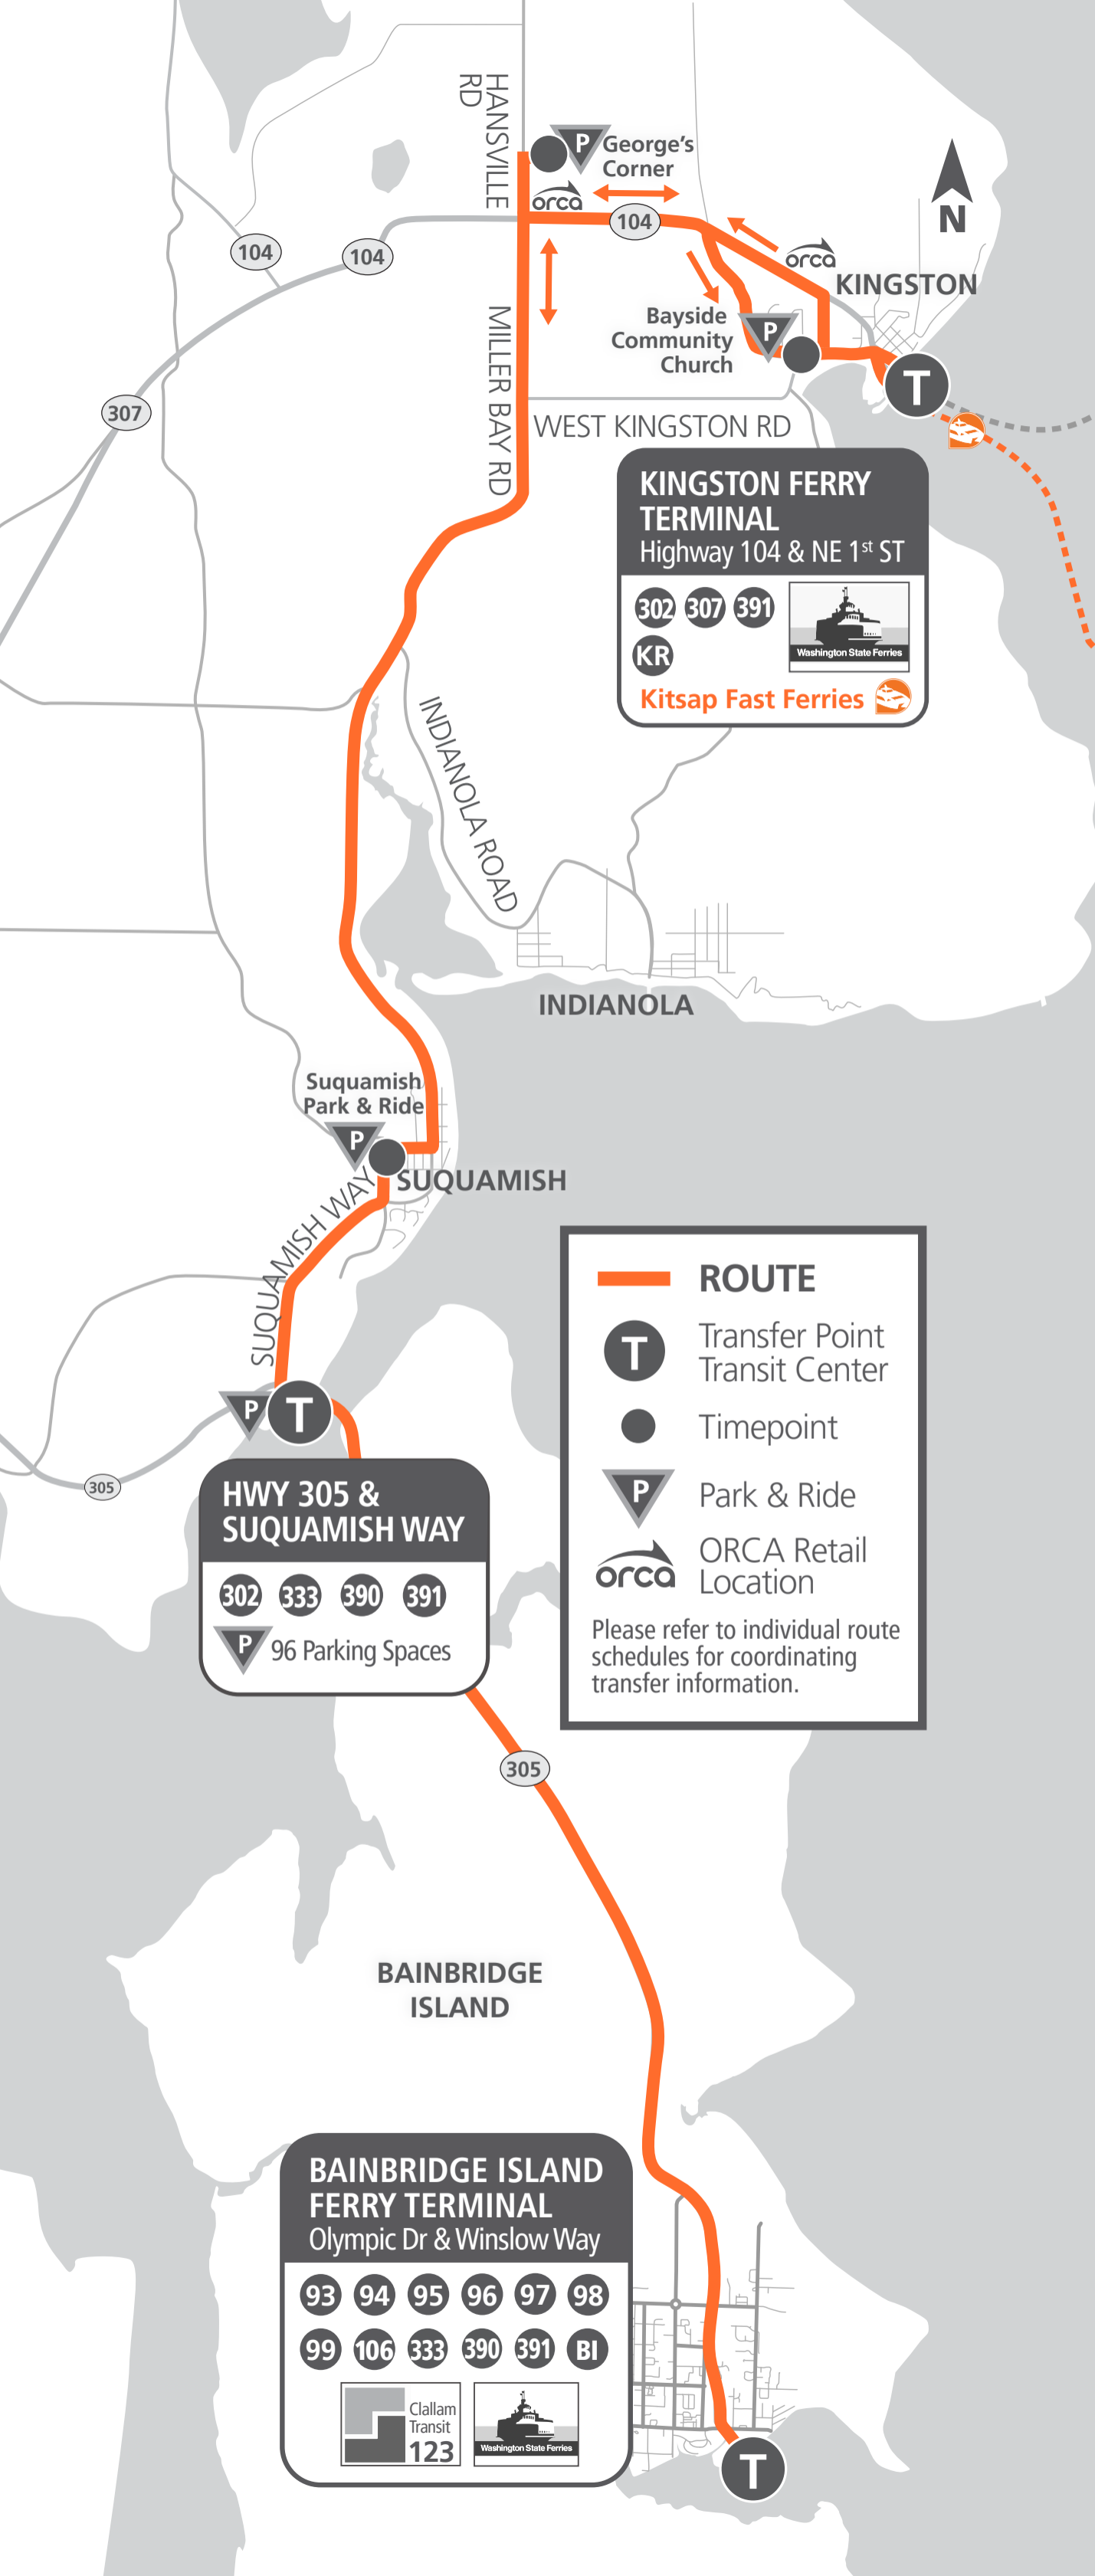 HANSVILLE
RD
P
George's
Corner
orca
104
104
104
orca
N
KINGSTON
MILLER BAY RD
Bayside
Community
Church
P
T
307
WEST KINGSTON RD
KINGSTON FERRY
TERMINAL
Highway 104 & NE 1st ST
302 307 391
KR
Washington State Ferries
Kitsap Fast Ferries
INDIANOLA ROAD
INDIANOLA
Suquamish
Park & Ride
P
SUQUAMISH
SUQUAMISH WAY
P
T
305
HWY 305 &
SUQUAMISH WAY
302 333 390 391
P 96 Parking Spaces
ROUTE
T
Transfer Point
Transit Center
Timepoint
P Park & Ride
orca
ORCA Retail
Location
Please refer to individual route
schedules for coordinating
transfer information.
305
BAINBRIDGE
ISLAND
BAINBRIDGE ISLAND
FERRY TERMINAL
Olympic Dr & Winslow Way
93 94 95 96 97 98
99 106 333 390 391 BI
Clallam
Transit
123
Washington State Ferries
T